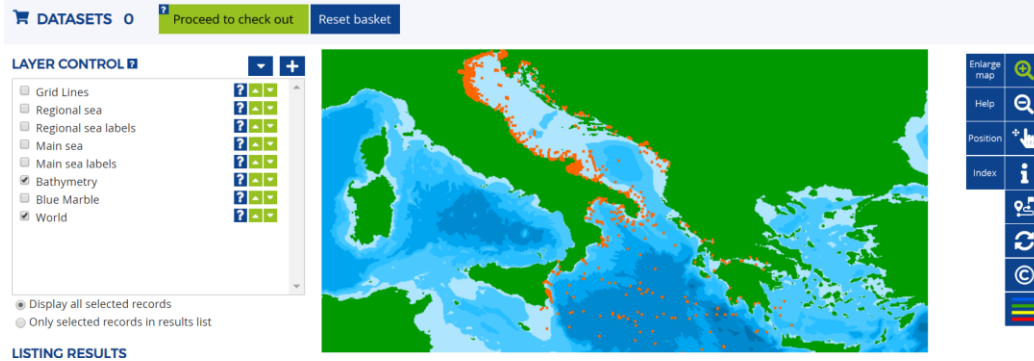 DATASETS 0
? Proceed to check out
Reset basket
LAYER CONTROL ?
Grid Lines ?
Regional sea ?
Regional sea labels ?
Main sea ?
Main sea labels ?
Bathymetry ?
Blue Marble ?
World ?
Display all selected records
Only selected records in results list
LISTING RESULTS
Enlarge
map
Help
Position
Index